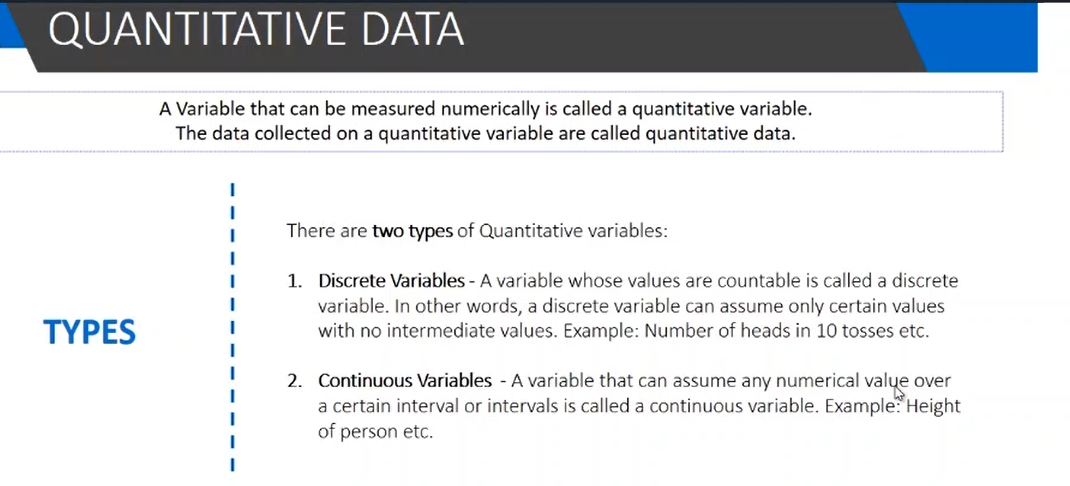 QUANTITATIVE DATA
A Variable that can be measured numerically is called a quantitative variable.
The data collected on a quantitative variable are called quantitative data.
There are two types of Quantitative variables:
1. Discrete Variables - A variable whose values are countable is called a discrete
variable. In other words, a discrete variable can assume only certain values
with no intermediate values. Example: Number of heads in 10 tosses etc.
TYPES
2. Continuous Variables - A variable that can assume any numerical value over
a certain interval or intervals is called a continuous variable. Example: Height
of person etc.